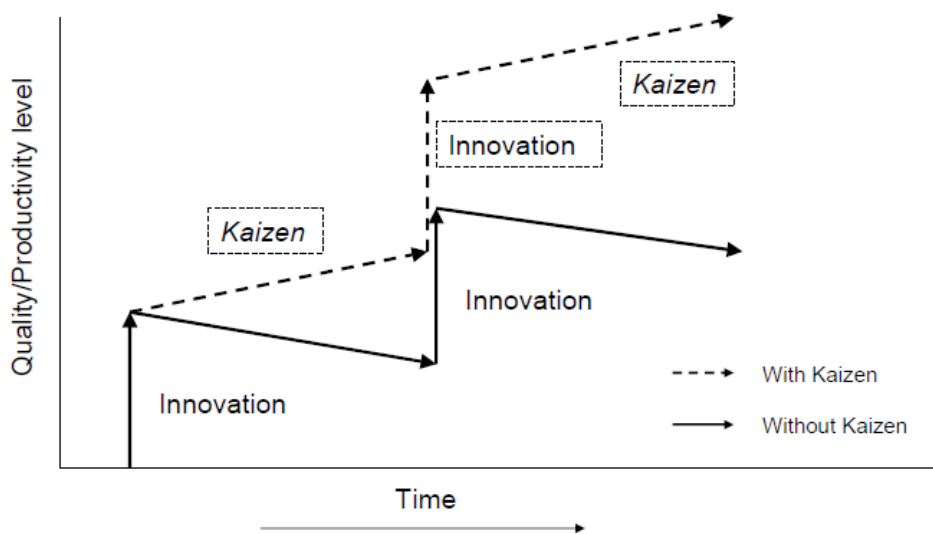 Quality/Productivity level
Kaizen
Innovation
Kaizen
Innovation
Innovation
With Kaizen
Without Kaizen
Time